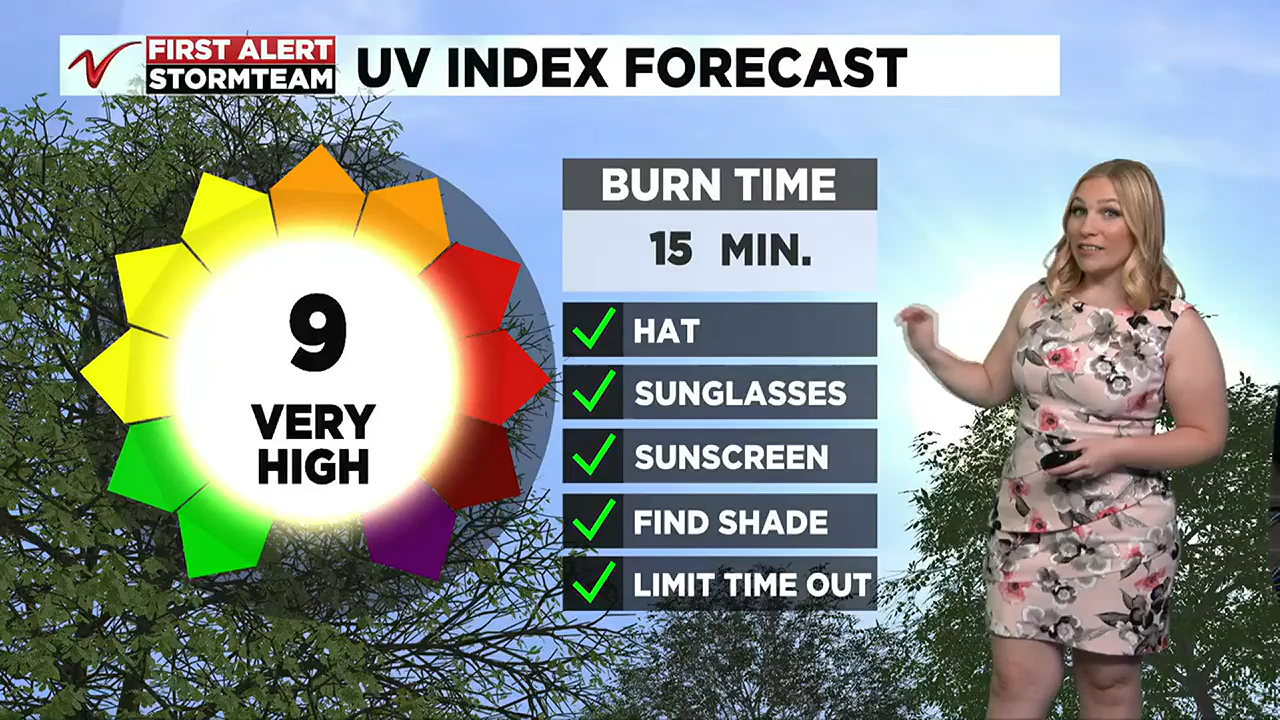 FIRST ALERT
STORMTEAM
UV INDEX FORECAST
9
VERY
HIGH
BURN TIME
15 MIN.
HAT
SUNGLASSES
SUNSCREEN
FIND SHADE
LIMIT TIME OUT